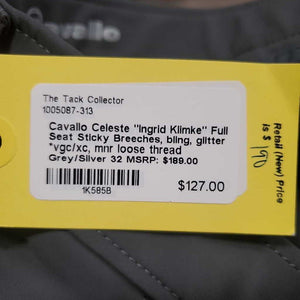 Cavallo
The Tack Collector
1005087-313
Cavallo Celeste "Ingrid Klimke" Full
Seat Sticky Breeches, bling, glitter
*vgc/xc, mnr loose thread
Grey/Silver 32 MSRP: $189.00
1K585B
$127.00
Retail (New) Price
is $ 190